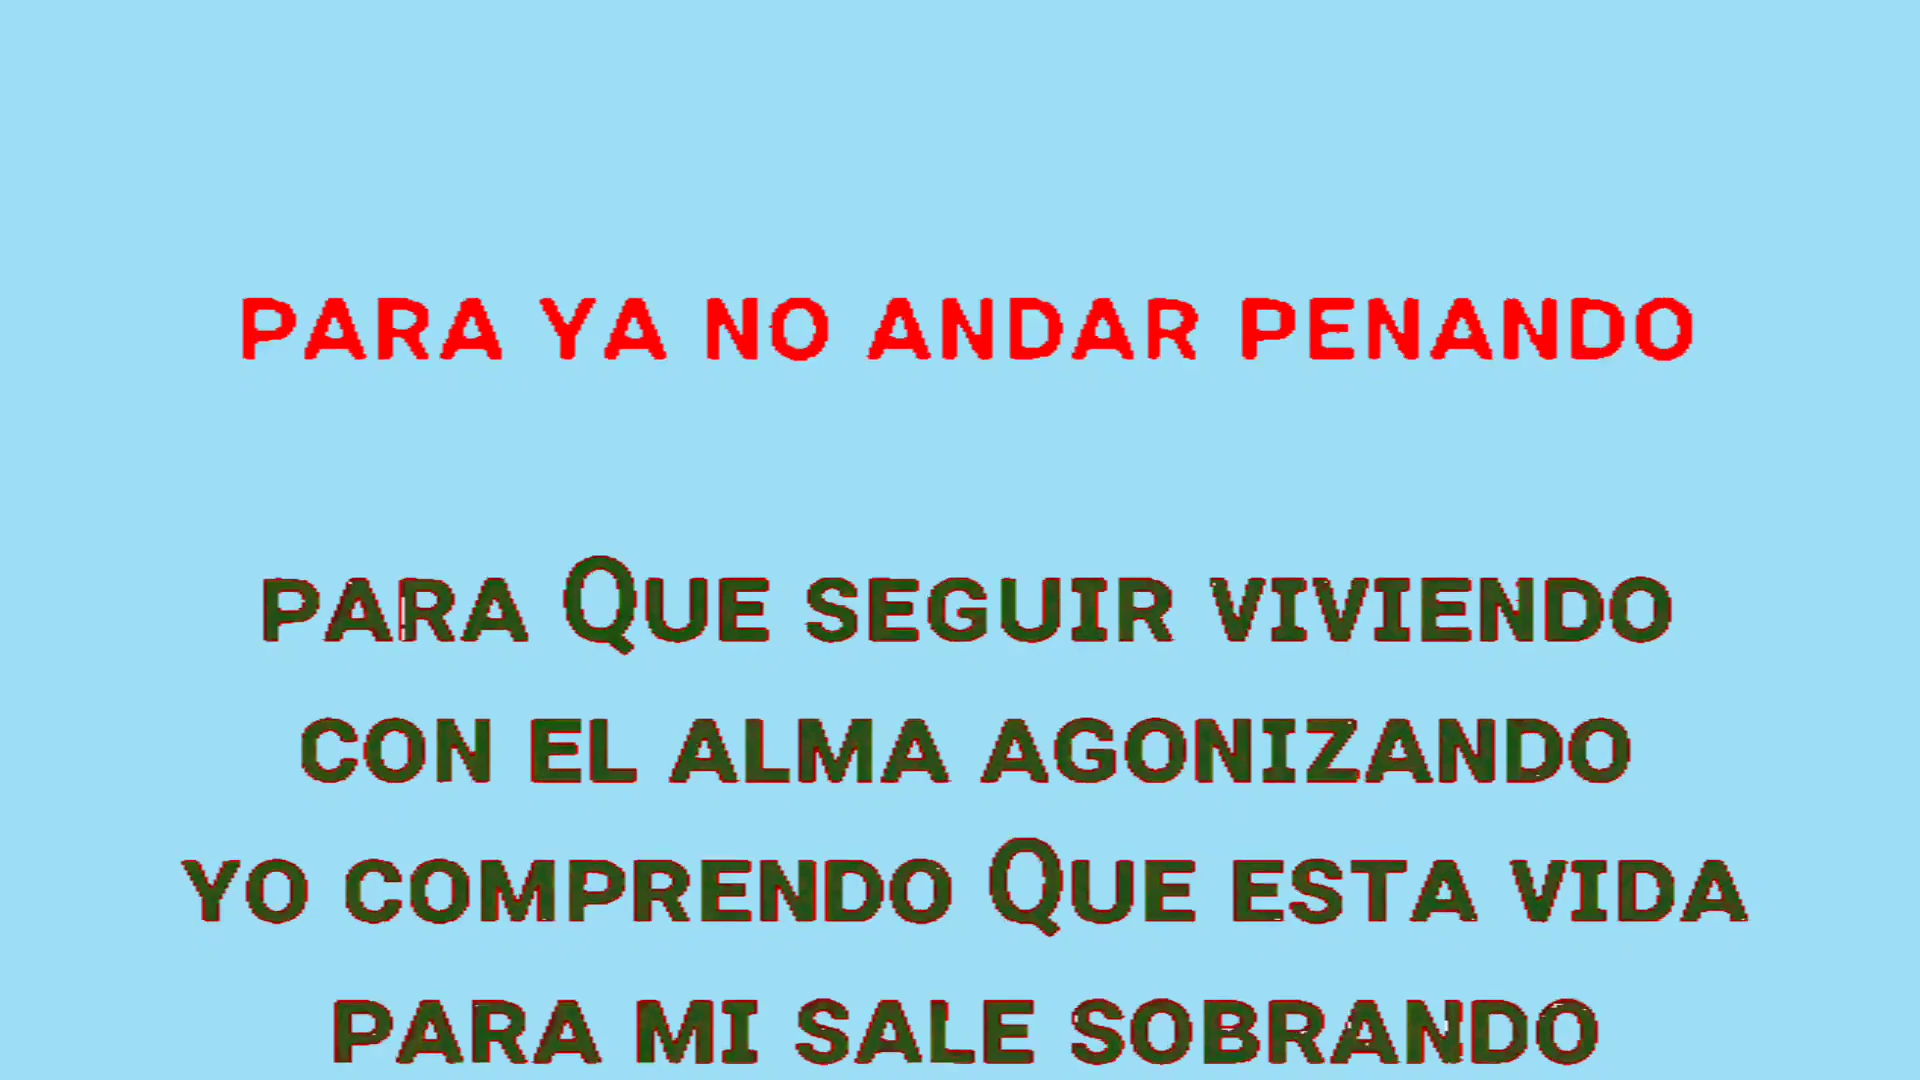 PARA YA NO ANDAR PENANDO
PARA QUE SEGUIR VIVIENDO
CON EL ALMA AGONIZANDO
YO COMPRENDO QUE ESTA VIDA
PARA MI SALE SOBRANDO